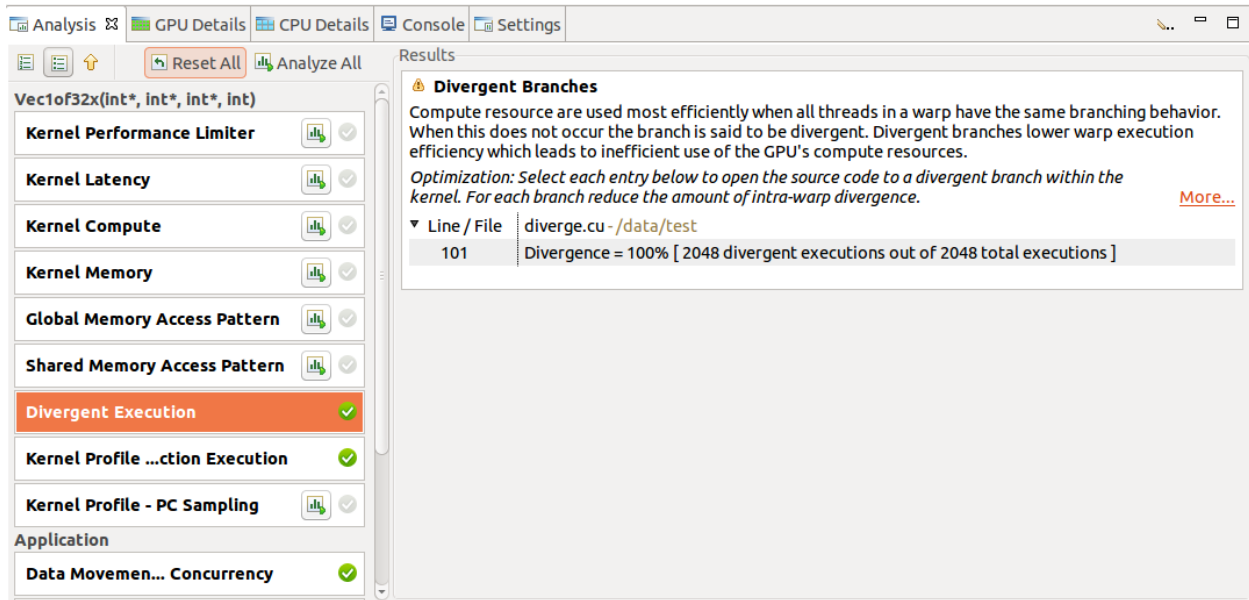 Analysis GPU Details CPU Details Console Settings
Reset All Analyze All
Vec1of32x(int*, int*, int*, int)
Kernel Performance Limiter
Kernel Latency
Kernel Compute
Kernel Memory
Global Memory Access Pattern
Shared Memory Access Pattern
Divergent Execution
Kernel Profile ...ction Execution
Kernel Profile - PC Sampling
Application
Data Movemen... Concurrency
Results
Divergent Branches
Compute resource are used most efficiently when all threads in a warp have the same branching behavior.
When this does not occur the branch is said to be divergent. Divergent branches lower warp execution
efficiency which leads to inefficient use of the GPU's compute resources.
Optimization: Select each entry below to open the source code to a divergent branch within the
kernel. For each branch reduce the amount of intra-warp divergence. More...
Line / File diverge.cu - /data/test
101 Divergence = 100% [ 2048 divergent executions out of 2048 total executions ]